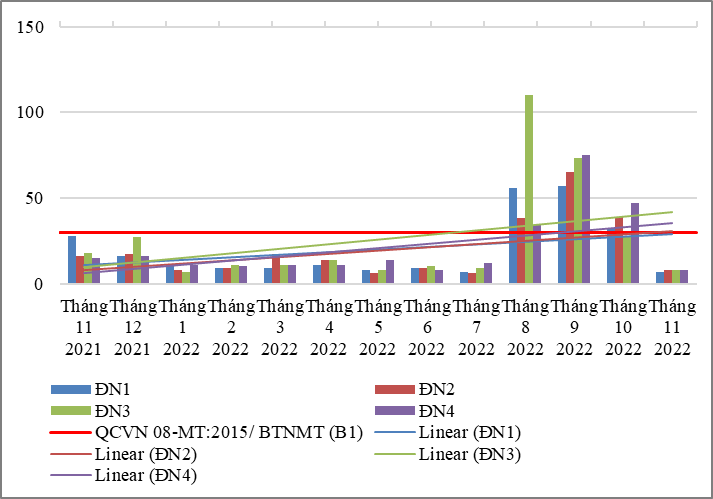 150
100
50
0
Tháng Tháng Tháng Tháng Tháng Tháng Tháng Tháng Tháng Tháng Tháng Tháng Tháng
11 12 1 2 3 4 5 6 7 8 9 10 11
2021 2021 2022 2022 2022 2022 2022 2022 2022 2022 2022 2022 2022
ĐN1 ĐN2
ĐN3 ĐN4
QCVN 08-MT:2015/ BTNMT (B1) Linear (ĐN1)
Linear (ĐN2) Linear (ĐN3)
Linear (ĐN4)